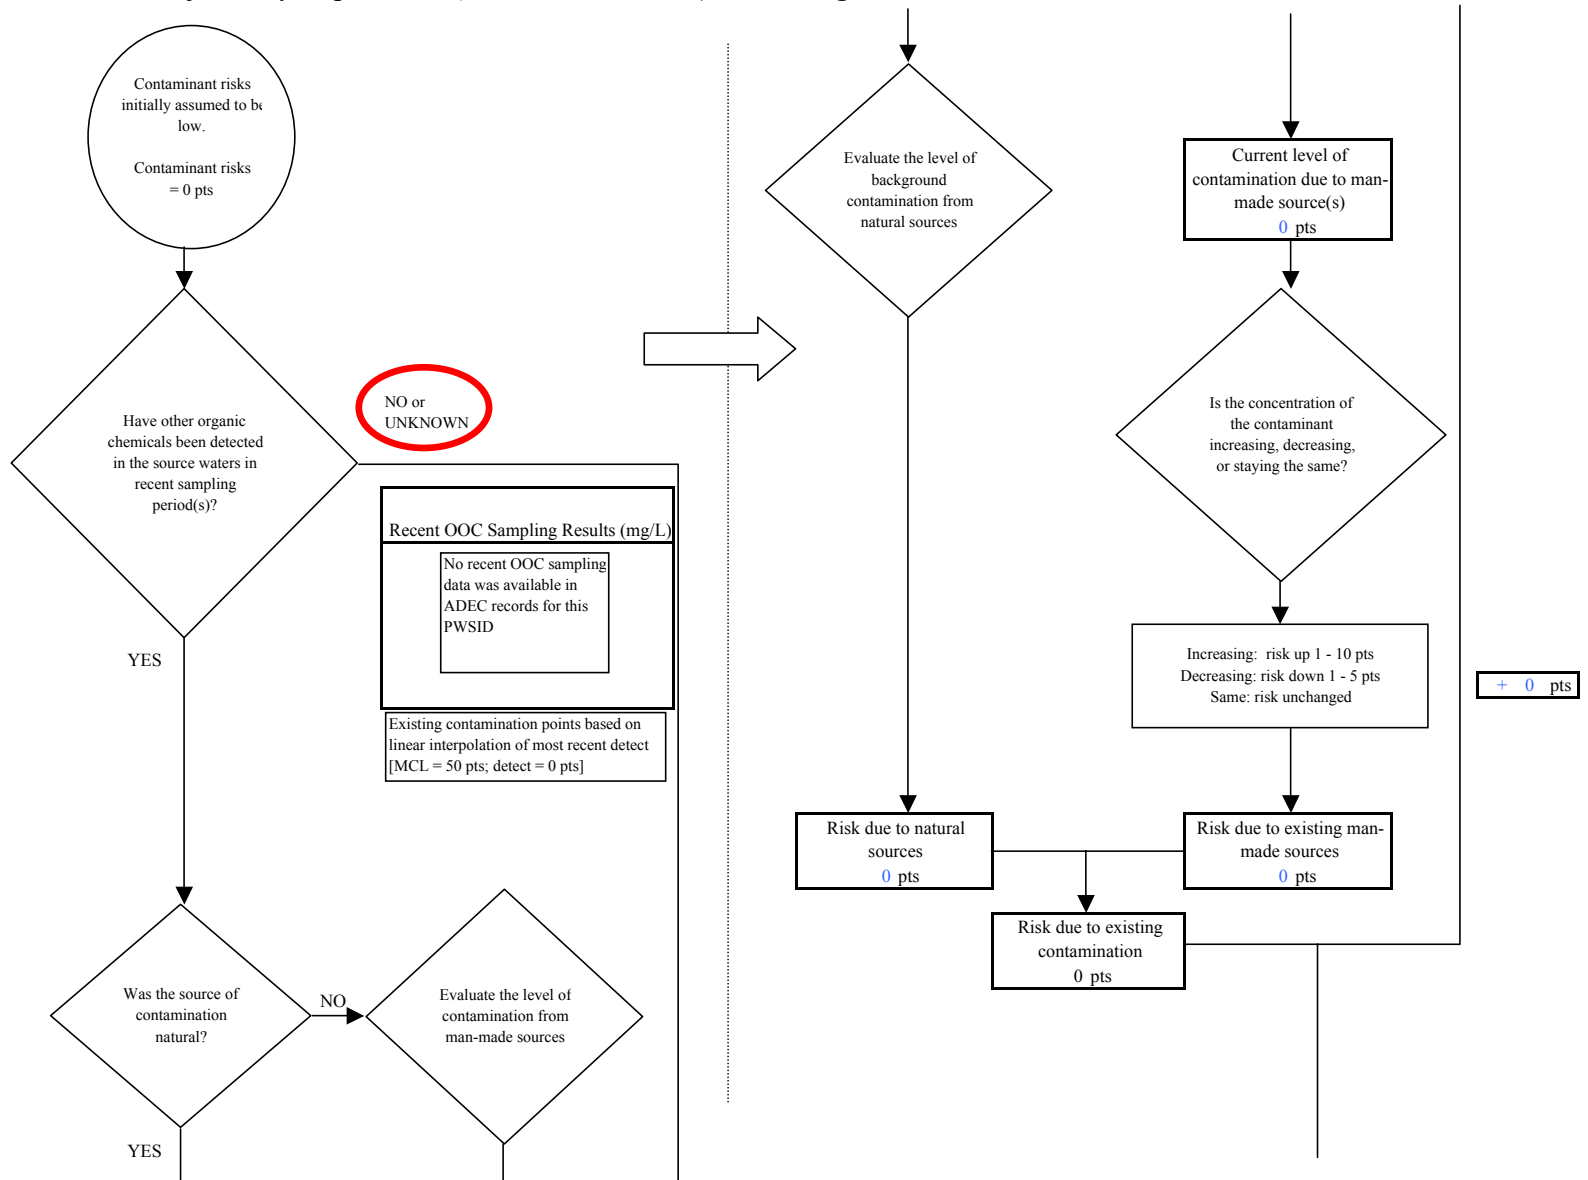 Contaminant risks
initially assumed to be
low.
Contaminant risks
= 0 pts
Have other organic
chemicals been detected
in the source waters in
recent sampling
period(s)?
NO or
UNKNOWN
Recent OOC Sampling Results (mg/L)
No recent OOC sampling
data was available in
ADEC records for this
PWSID
Existing contamination points based on
linear interpolation of most recent detect
[MCL = 50 pts; detect = 0 pts]
YES
Was the source of
contamination
natural?
NO
Evaluate the level of
contamination from
man-made sources
YES
Evaluate the level of
background
contamination from
natural sources
Current level of
contamination due to man-
made source(s)
0 pts
Is the concentration of
the contaminant
increasing, decreasing,
or staying the same?
Increasing: risk up 1 - 10 pts
Decreasing: risk down 1 - 5 pts
Same: risk unchanged
+ 0 pts
Risk due to natural
sources
0 pts
Risk due to existing man-
made sources
0 pts
Risk due to existing
contamination
0 pts